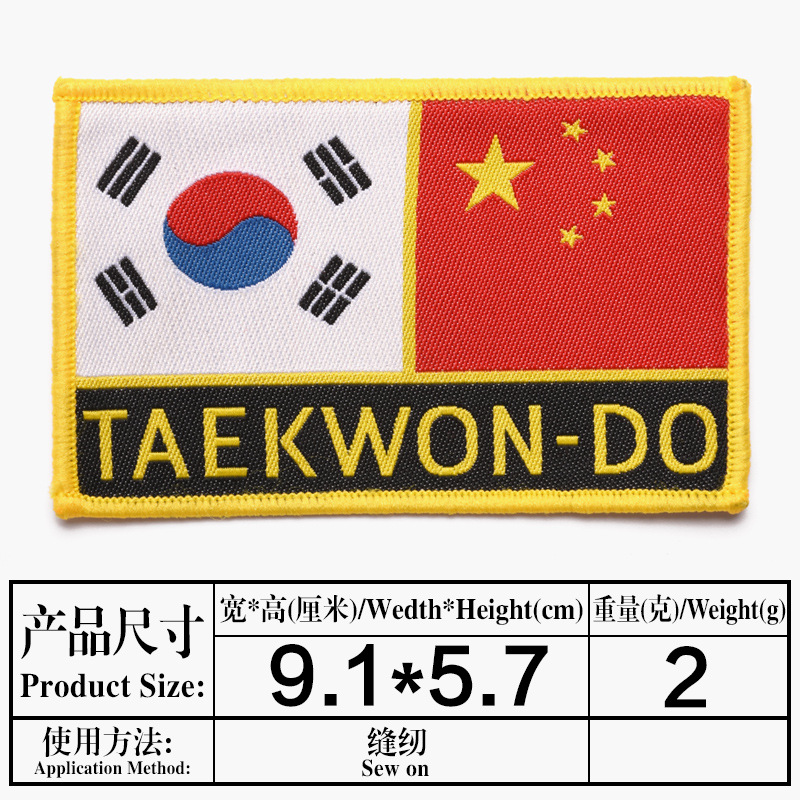 TAEKWON-DO
产品尺寸
Product Size:
宽*高(厘米)/Wedth*Height(cm)
重量(克)/Weight(g)
9.1*5.7
2
使用方法:
Application Method:
缝纫
Sew on